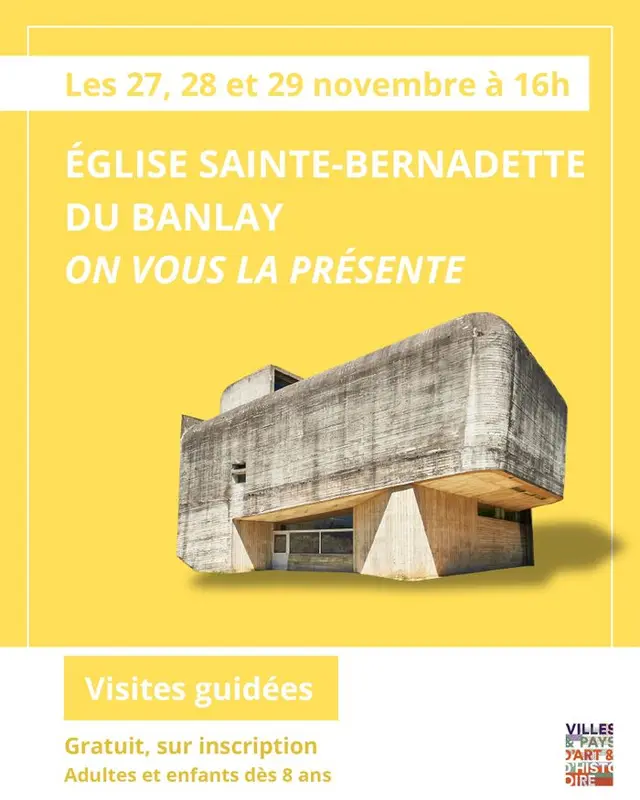 Les 27, 28 et 29 novembre à 16h
ÉGLISE SAINTE-BERNADETTE
DU BANLAY
ON VOUS LA PRÉSENTE
Visites guidées
Gratuit, sur inscription
Adultes et enfants dès 8 ans
VILLES
& PAYS
D'ART &
D'HISTO
IRE